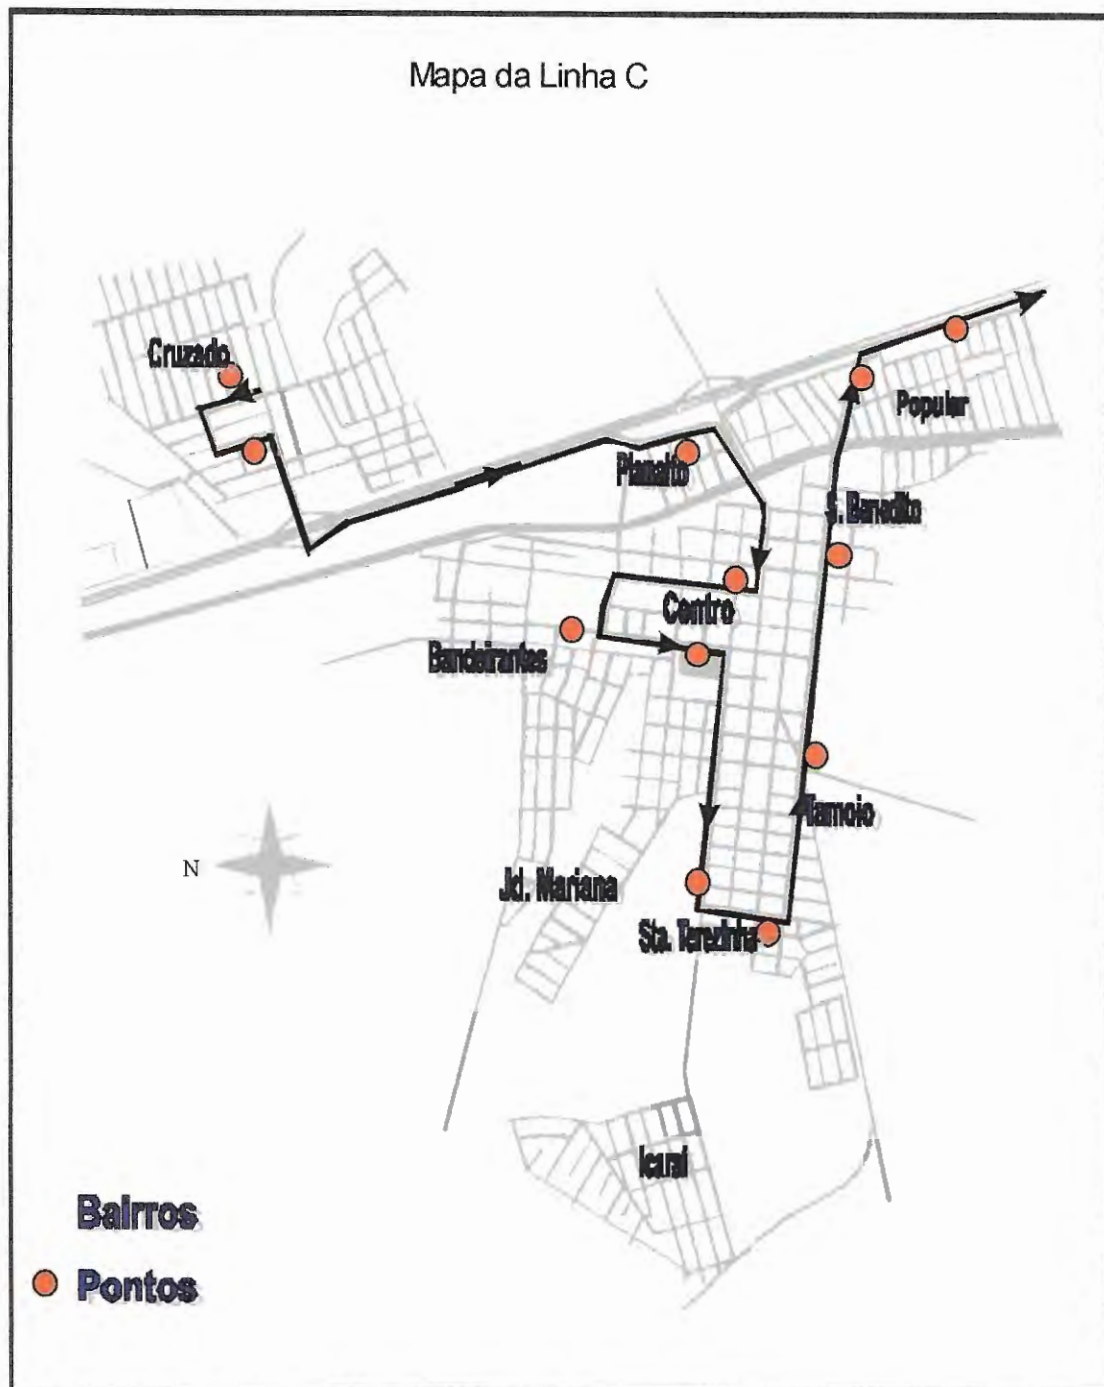 Mapa da Linha C
Cruzado
Popular
Planalto
S. Benedito
Centro
Bandeirantes
Tamoio
N
Jd. Mariana
Sta. Terezinha
Icaraí
Bairros
Pontos